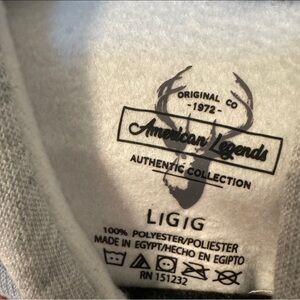 ORIGINAL CO
- 1972 -
American Legends
AUTHENTIC COLLECTION
L\G\G
100% POLYESTER/POLIESTER
MADE IN EGYPT/HECHO EN EGIPTO
RN 151232